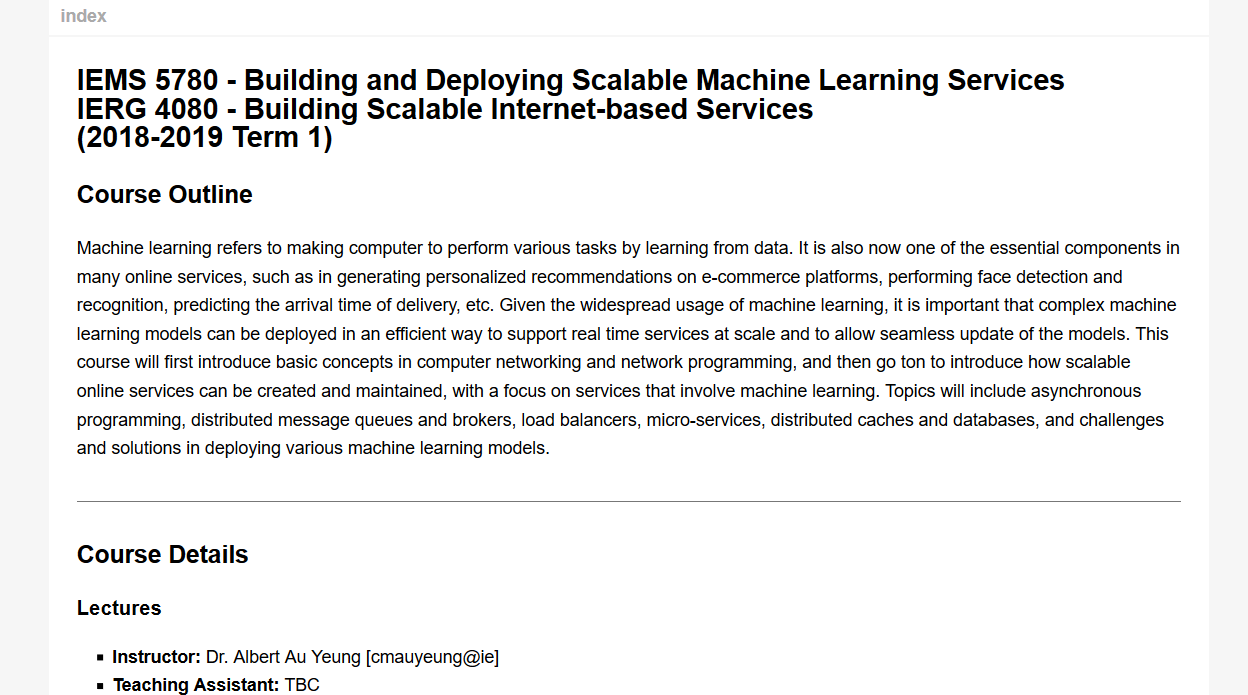 index
IEMS 5780 - Building and Deploying Scalable Machine Learning Services
IERG 4080 - Building Scalable Internet-based Services
(2018-2019 Term 1)
Course Outline
Machine learning refers to making computer to perform various tasks by learning from data. It is also now one of the essential components in
many online services, such as in generating personalized recommendations on e-commerce platforms, performing face detection and
recognition, predicting the arrival time of delivery, etc. Given the widespread usage of machine learning, it is important that complex machine
learning models can be deployed in an efficient way to support real time services at scale and to allow seamless update of the models. This
course will first introduce basic concepts in computer networking and network programming, and then go ton to introduce how scalable
online services can be created and maintained, with a focus on services that involve machine learning. Topics will include asynchronous
programming, distributed message queues and brokers, load balancers, micro-services, distributed caches and databases, and challenges
and solutions in deploying various machine learning models.
Course Details
Lectures
▪ Instructor: Dr. Albert Au Yeung [cmauyeung@ie]
▪ Teaching Assistant: TBC